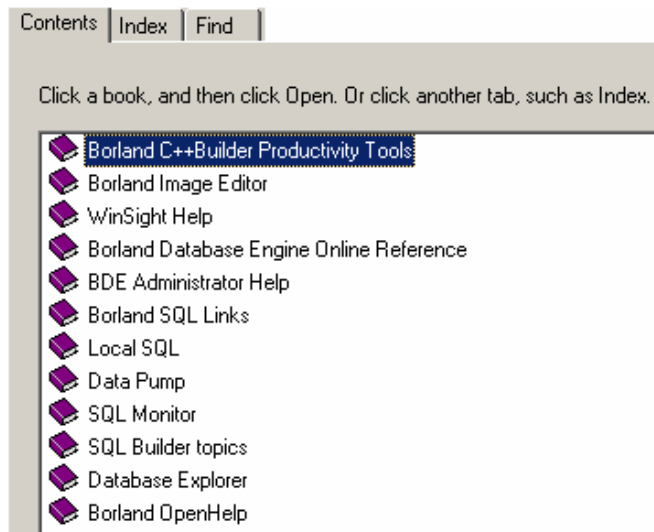 Contents Index Find
Click a book, and then click Open. Or click another tab, such as Index.
Borland C++Builder Productivity Tools
Borland Image Editor
WinSight Help
Borland Database Engine Online Reference
BDE Administrator Help
Borland SQL Links
Local SQL
Data Pump
SQL Monitor
SQL Builder topics
Database Explorer
Borland OpenHelp